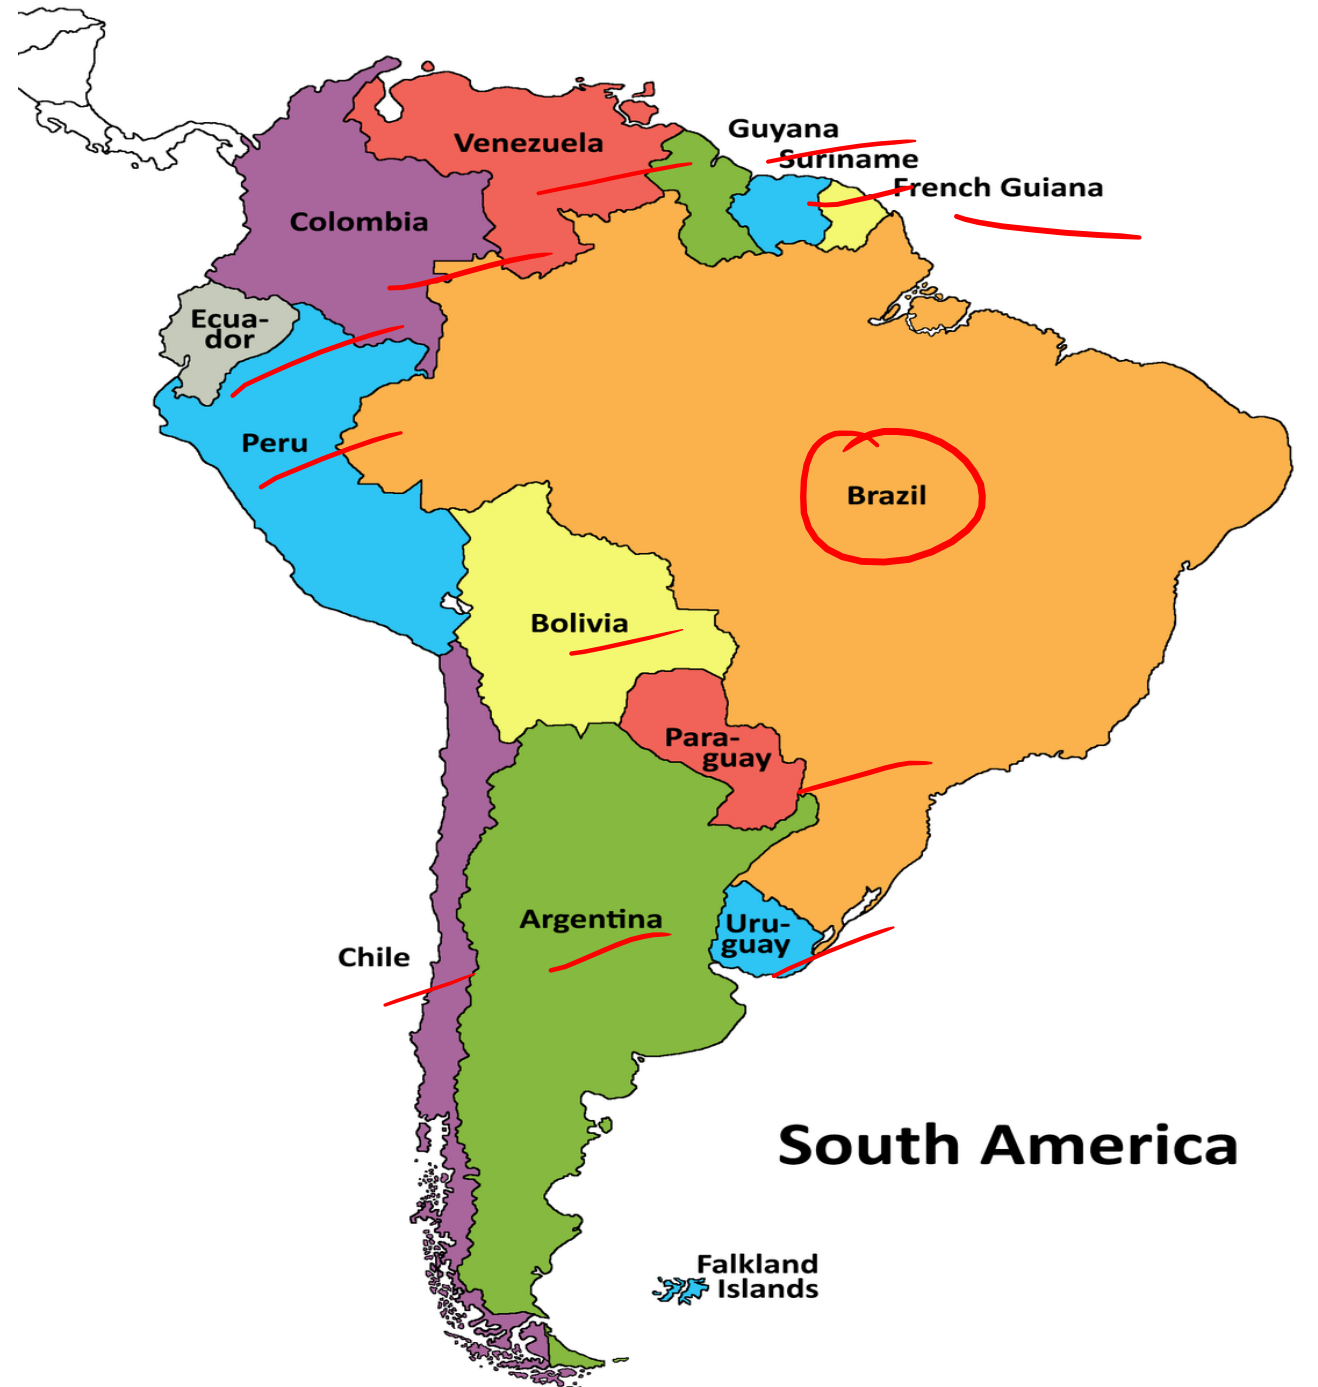 Guyana
Venezuela
Suriname
French Guiana
Colombia
Ecua-
dor
Peru
Brazil
Bolivia
Para-
guay
Argentina
Uru-
guay
Chile
South America
Falkland
Islands